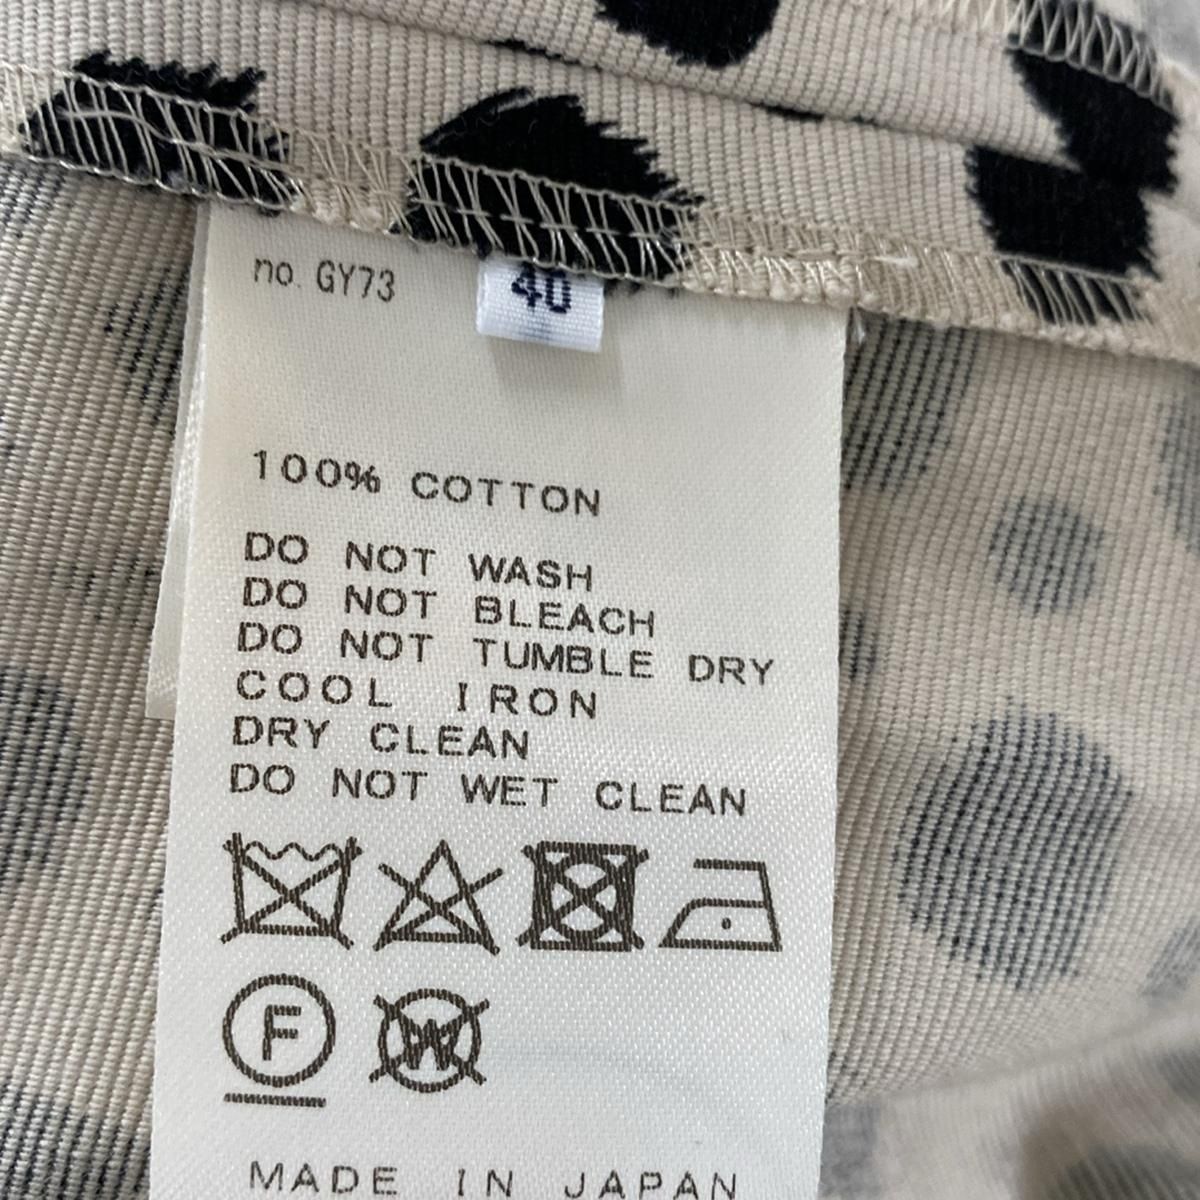 no. GY73
40
100% COTTON
DO NOT WASH
DO NOT BLEACH
DO NOT TUMBLE DRY
COOL IRON
DRY CLEAN
DO NOT WET CLEAN
F
W
MADE IN JAPAN